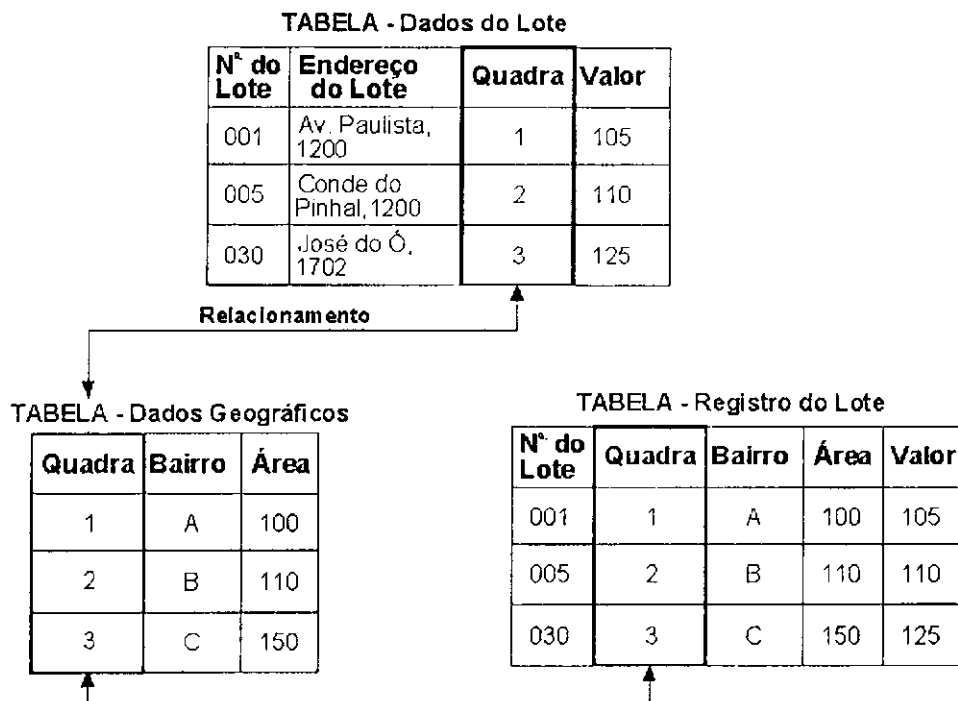 TABELA - Dados do Lote
Nº do Lote Endereço do Lote Quadra Valor
001 Av. Paulista, 1200 1 105
005 Conde do Pinhal, 1200 2 110
030 José do Ó, 1702 3 125
Relacionamento
TABELA - Dados Geográficos
Quadra Bairro Área
1 A 100
2 B 110
3 C 150
TABELA - Registro do Lote
Nº do Lote Quadra Bairro Área Valor
001 1 A 100 105
005 2 B 110 110
030 3 C 150 125